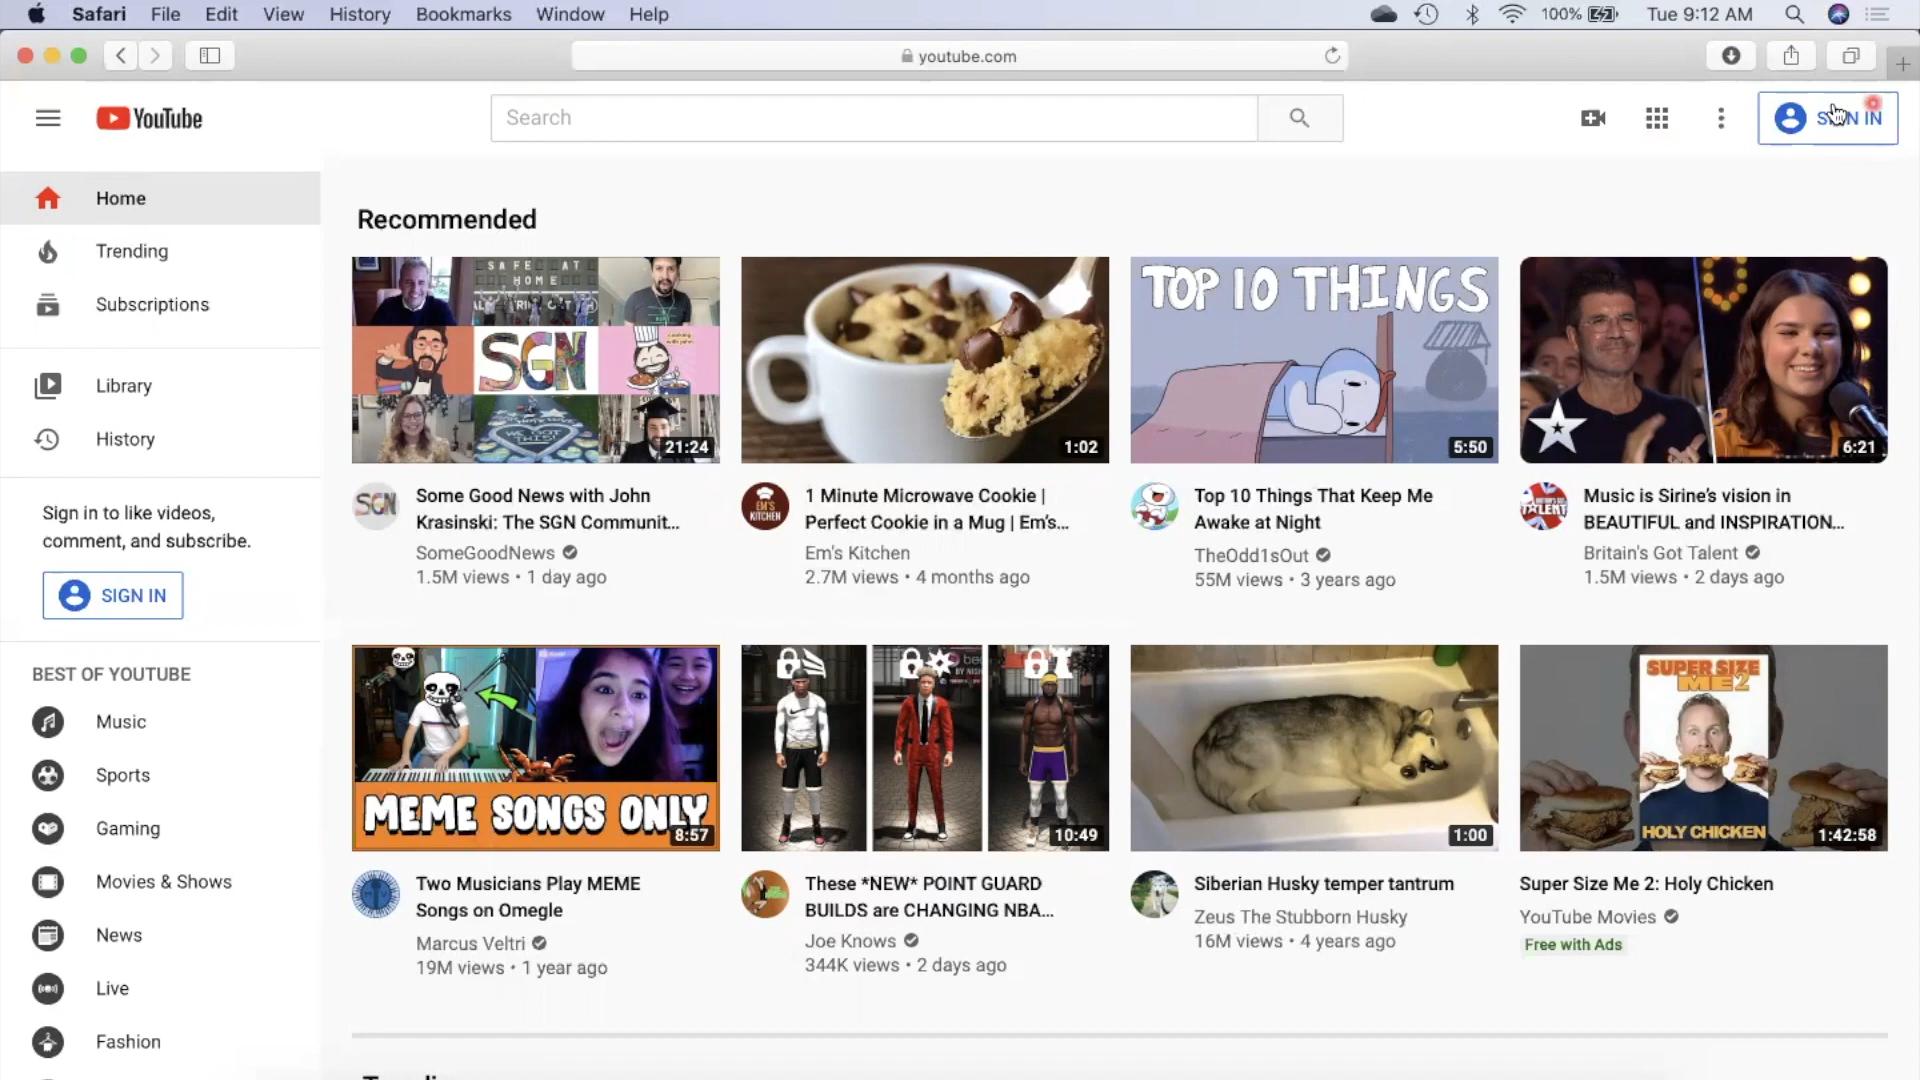 Safari File Edit View History Bookmarks Window Help 100% Tue 9:12 AM
youtube.com
YouTube
Search
SIGN IN
Home
Trending
Subscriptions
Library
History
Sign in to like videos,
comment, and subscribe.
SIGN IN
BEST OF YOUTUBE
Music
Sports
Gaming
Movies & Shows
News
Live
Fashion
Recommended
SAFE AT
HOME
SGN
WE GOT
THIS!
21:24
SGN
Some Good News with John
Krasinski: The SGN Communit...
SomeGoodNews
1.5M views • 1 day ago
1:02
EM'S
KITCHEN
1 Minute Microwave Cookie |
Perfect Cookie in a Mug | Em's...
Em's Kitchen
2.7M views • 4 months ago
TOP 10 THINGS
5:50
Top 10 Things That Keep Me
Awake at Night
TheOdd1sOut
55M views • 3 years ago
6:21
Music is Sirine's vision in
BEAUTIFUL and INSPIRATION...
Britain's Got Talent
1.5M views • 2 days ago
MEME SONGS ONLY
8:57
Two Musicians Play MEME
Songs on Omegle
Marcus Veltri
19M views • 1 year ago
10:49
These *NEW* POINT GUARD
BUILDS are CHANGING NBA...
Joe Knows
344K views • 2 days ago
1:00
Siberian Husky temper tantrum
Zeus The Stubborn Husky
16M views • 4 years ago
SUPER SIZE
ME 2
HOLY CHICKEN
1:42:58
Super Size Me 2: Holy Chicken
YouTube Movies
Free with Ads